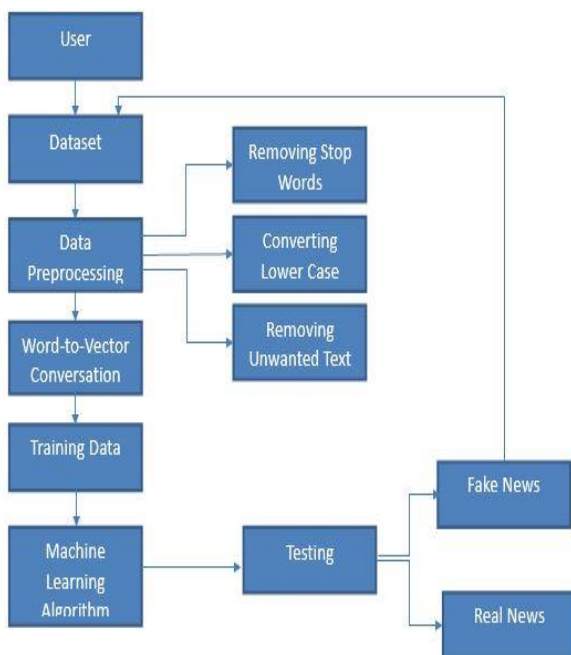 User
Dataset
Removing Stop
Words
Data
Preprocessing
Converting
Lower Case
Word-to-Vector
Conversation
Removing
Unwanted Text
Training Data
Fake News
Machine
Learning
Algorithm
Testing
Real News